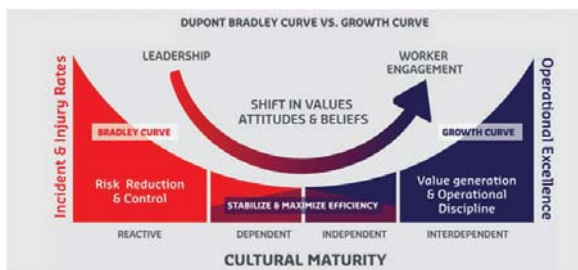 DUPONT BRADLEY CURVE VS. GROWTH CURVE
LEADERSHIP
WORKER
ENGAGEMENT
Incident & Injury Rates
Operational Excellence
SHIFT IN VALUES
ATTITUDES & BELIEFS
BRADLEY CURVE
GROWTH CURVE
Risk Reduction
& Control
Value generation
& Operational
Discipline
STABILIZE & MAXIMIZE EFFICIENCY
REACTIVE
DEPENDENT
INDEPENDENT
INTERDEPENDENT
CULTURAL MATURITY